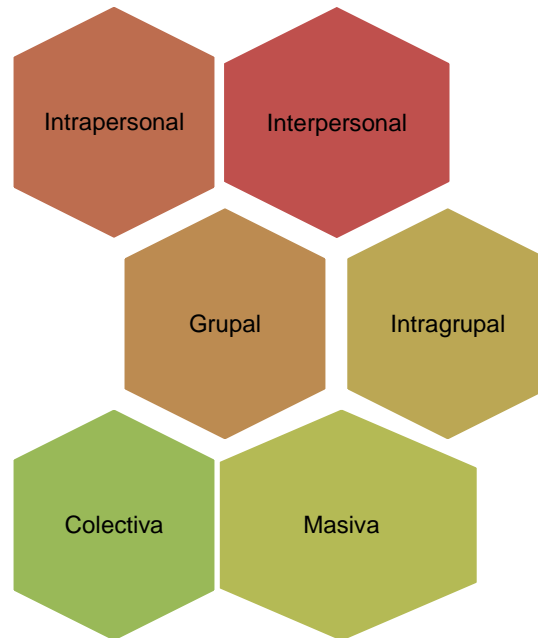 Intrapersonal
Interpersonal
Grupal
Intragrupal
Colectiva
Masiva